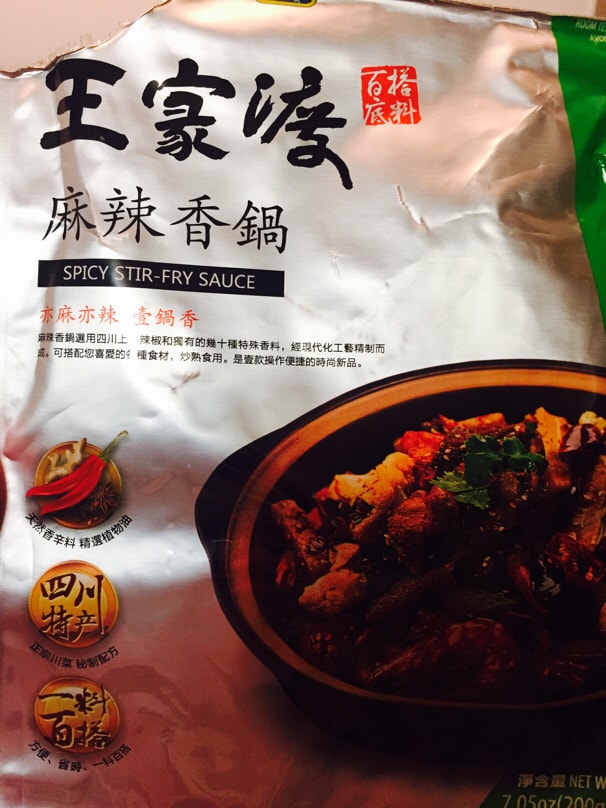 ROOM TE
AVO
王家渡
百搭
底料
麻辣香鍋
SPICY STIR-FRY SAUCE
亦麻亦辣 壹鍋香
麻辣香鍋選用四川上 辣椒和獨有的幾十種特殊香料，經現代化工藝精制而
成。可搭配您喜愛的各種食材，炒熟食用。是壹款操作便捷的時尚新品。
天然香辛料 精選植物油
四川
特产
正宗川菜 秘制配方
一料
百搭
方便、省時、一料百搭
淨含量 NET W
7.05oz(200g